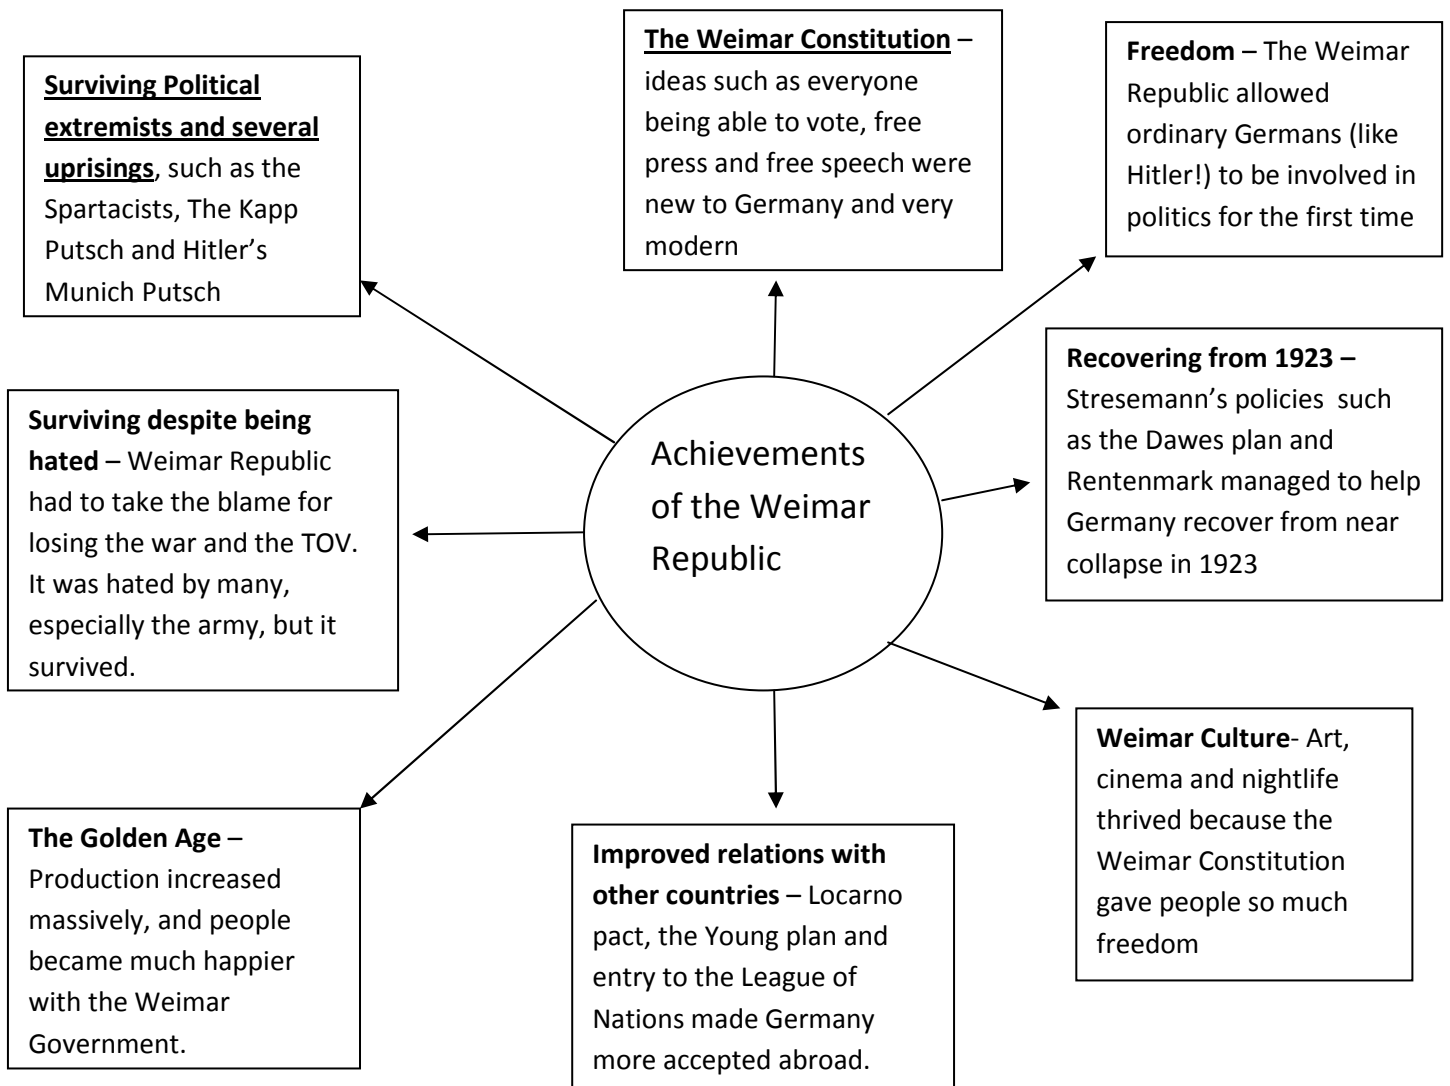 Achievements
of the Weimar
Republic
Surviving Political
extremists and several
uprisings, such as the
Spartacists, The Kapp
Putsch and Hitler’s
Munich Putsch
The Weimar Constitution –
ideas such as everyone
being able to vote, free
press and free speech were
new to Germany and very
modern
Freedom – The Weimar
Republic allowed
ordinary Germans (like
Hitler!) to be involved in
politics for the first time
Recovering from 1923 –
Stresemann’s policies such
as the Dawes plan and
Rentenmark managed to help
Germany recover from near
collapse in 1923
Surviving despite being
hated – Weimar Republic
had to take the blame for
losing the war and the TOV.
It was hated by many,
especially the army, but it
survived.
Weimar Culture- Art,
cinema and nightlife
thrived because the
Weimar Constitution
gave people so much
freedom
The Golden Age –
Production increased
massively, and people
became much happier
with the Weimar
Government.
Improved relations with
other countries – Locarno
pact, the Young plan and
entry to the League of
Nations made Germany
more accepted abroad.